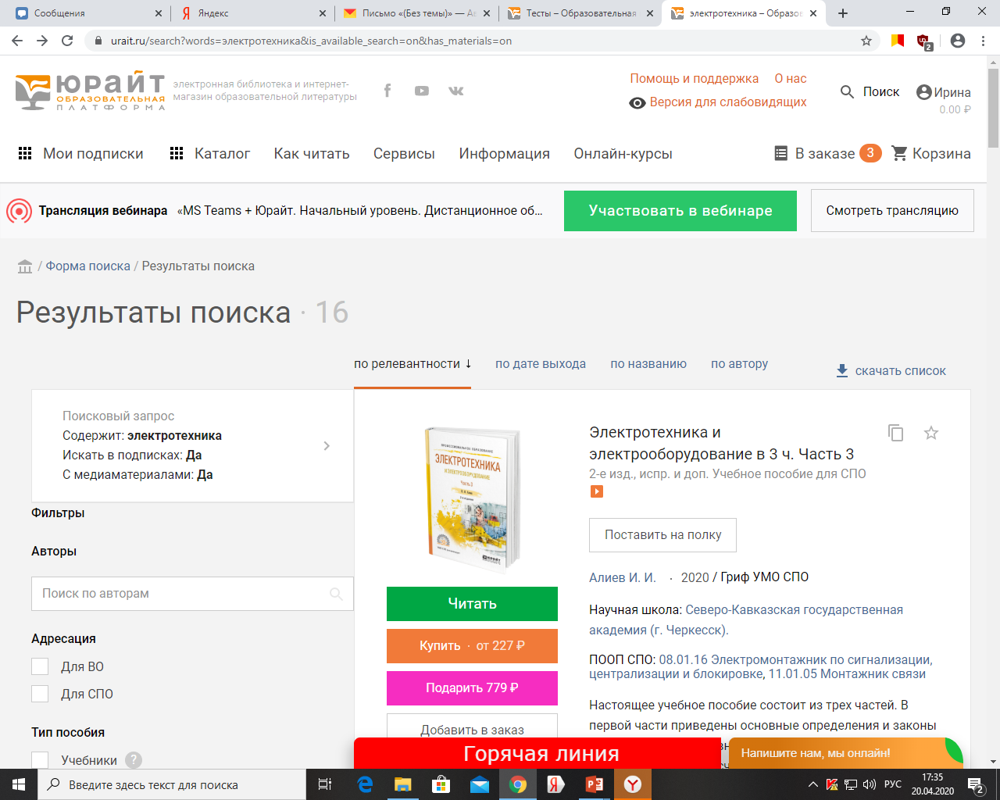 Сообщения
Яндекс
Письмо «(Без темы)» — Ав
Тесты – Образовательная
электротехника – Образо
urait.ru/search?words=электротехника&is_available_search=on&has_materials=on
2
ЮРАЙТ
ОБРАЗОВАТЕЛЬНАЯ
ПЛАТФОРМА
электронная библиотека и интернет-
магазин образовательной литературы
Помощь и поддержка О нас
Версия для слабовидящих
Поиск
Ирина
0.00 ₽
Мои подписки Каталог Как читать Сервисы Информация Онлайн-курсы
В заказе 3 Корзина
Трансляция вебинара «MS Teams + Юрайт. Начальный уровень. Дистанционное об...
Участвовать в вебинаре
Смотреть трансляцию
/ Форма поиска / Результаты поиска
Результаты поиска · 16
по релевантности ↓ по дате выхода по названию по автору
скачать список
Поисковый запрос
Содержит: электротехника
Искать в подписках: Да
С медиаматериалами: Да
Фильтры
Авторы
Поиск по авторам
Адресация
Для ВО
Для СПО
Тип пособия
Учебники ?
ПРОФЕССИОНАЛЬНОЕ ОБРАЗОВАНИЕ
ЭЛЕКТРОТЕХНИКА
И ЭЛЕКТРООБОРУДОВАНИЕ
Часть 3
ЮРАЙТ
Читать
Купить · от 227 ₽
Подарить 779 ₽
Добавить в заказ
Электротехника и
электрооборудование в 3 ч. Часть 3
2-е изд., испр. и доп. Учебное пособие для СПО
Поставить на полку
Алиев И. И. · 2020 / Гриф УМО СПО
Научная школа: Северо-Кавказская государственная
академия (г. Черкесск).
ПООП СПО: 08.01.16 Электромонтажник по сигнализации,
централизации и блокировке, 11.01.05 Монтажник связи
Настоящее учебное пособие состоит из трех частей. В
первой части приведены основные определения и законы
Горячая линия
Напишите нам, мы онлайн!
Введите здесь текст для поиска
РУС
17:35
20.04.2020
2